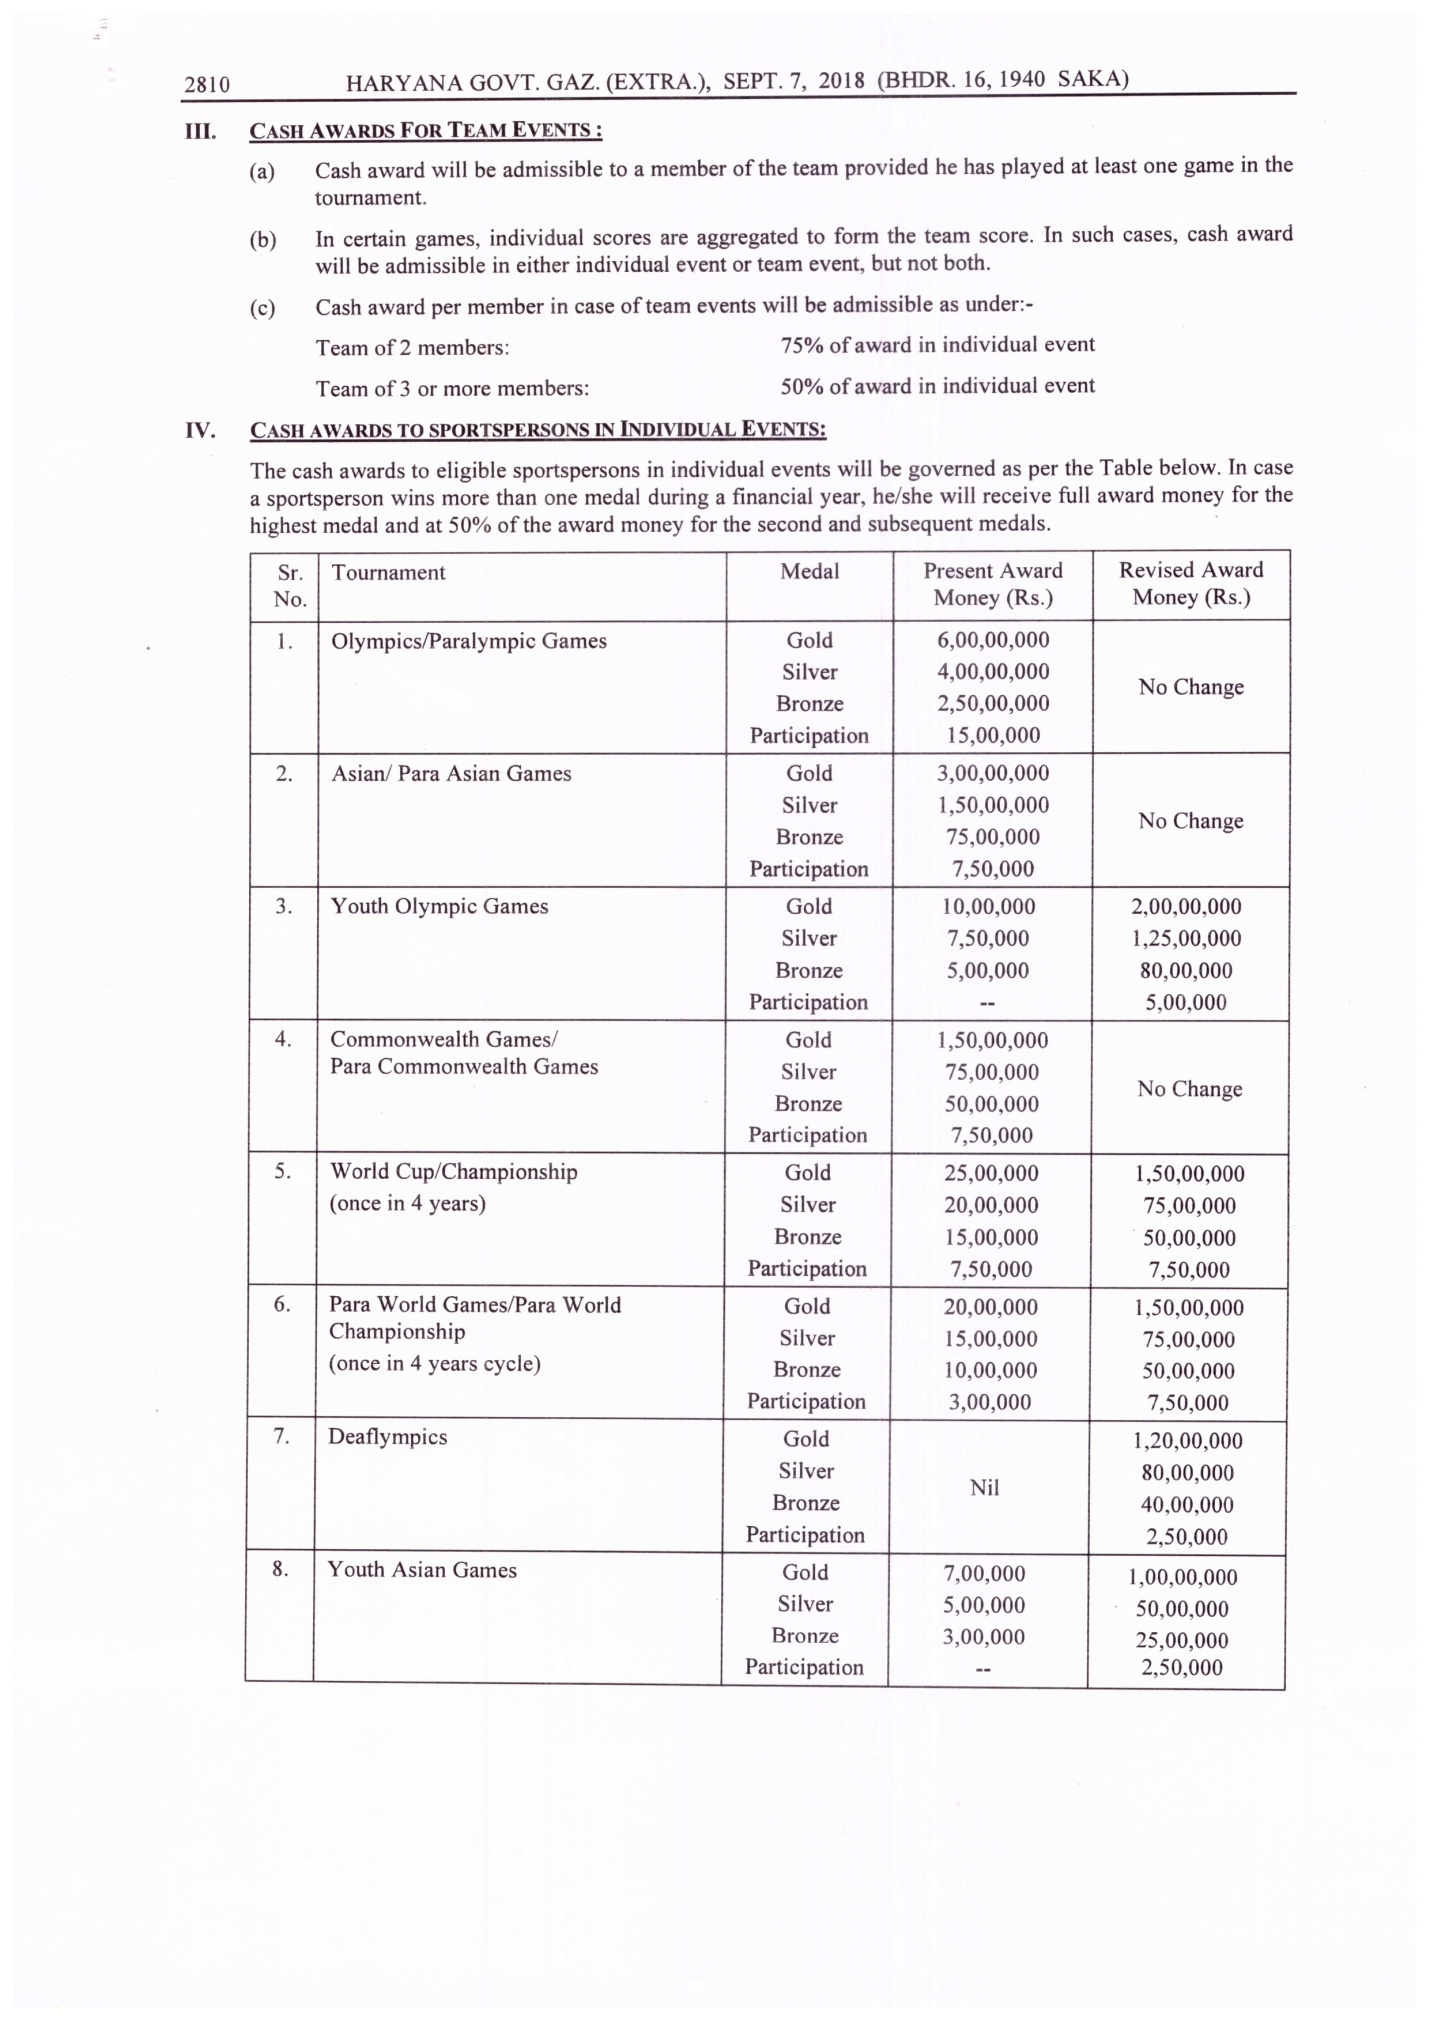 2810 HARYANA GOVT. GAZ. (EXTRA.), SEPT. 7, 2018 (BHDR. 16, 1940 SAKA)
III. CASH AWARDS FOR TEAM EVENTS :
(a) Cash award will be admissible to a member of the team provided he has played at least one game in the
tournament.
(b) In certain games, individual scores are aggregated to form the team score. In such cases, cash award
will be admissible in either individual event or team event, but not both.
(c) Cash award per member in case of team events will be admissible as under:-
Team of 2 members: 75% of award in individual event
Team of 3 or more members: 50% of award in individual event
IV. CASH AWARDS TO SPORTSPERSONS IN INDIVIDUAL EVENTS:
The cash awards to eligible sportspersons in individual events will be governed as per the Table below. In case
a sportsperson wins more than one medal during a financial year, he/she will receive full award money for the
highest medal and at 50% of the award money for the second and subsequent medals.
Sr. Tournament Medal Present Award Revised Award
No. Money (Rs.) Money (Rs.)
1. Olympics/Paralympic Games Gold 6,00,00,000
Silver 4,00,00,000
No Change
Bronze 2,50,00,000
Participation 15,00,000
2. Asian/ Para Asian Games Gold 3,00,00,000
Silver 1,50,00,000
No Change
Bronze 75,00,000
Participation 7,50,000
3. Youth Olympic Games Gold 10,00,000 2,00,00,000
Silver 7,50,000 1,25,00,000
Bronze 5,00,000 80,00,000
Participation -- 5,00,000
4. Commonwealth Games/ Gold 1,50,00,000
Para Commonwealth Games Silver 75,00,000
No Change
Bronze 50,00,000
Participation 7,50,000
5. World Cup/Championship Gold 25,00,000 1,50,00,000
(once in 4 years) Silver 20,00,000 75,00,000
Bronze 15,00,000 50,00,000
Participation 7,50,000 7,50,000
6. Para World Games/Para World Gold 20,00,000 1,50,00,000
Championship Silver 15,00,000 75,00,000
(once in 4 years cycle) Bronze 10,00,000 50,00,000
Participation 3,00,000 7,50,000
7. Deaflympics Gold 1,20,00,000
Silver 80,00,000
Nil
Bronze 40,00,000
Participation 2,50,000
8. Youth Asian Games Gold 7,00,000 1,00,00,000
Silver 5,00,000 50,00,000
Bronze 3,00,000 25,00,000
Participation -- 2,50,000